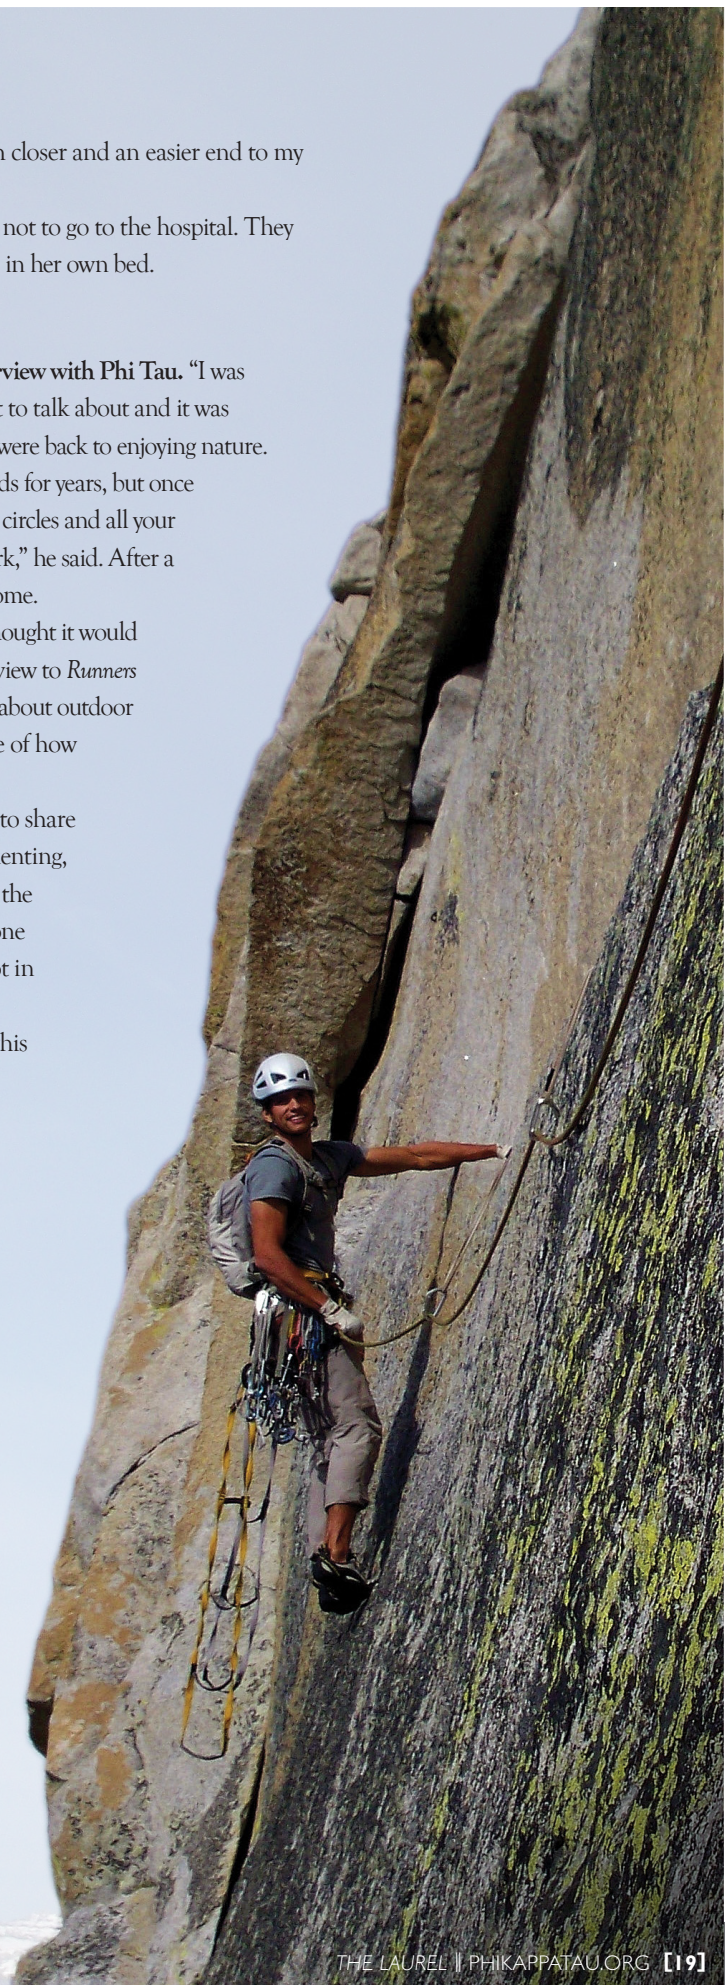 closer and an easier end to my
not to go to the hospital. They
in her own bed.
rview with Phi Tau. “I was
to talk about and it was
were back to enjoying nature.
ds for years, but once
circles and all your
rk,” he said. After a
ome.
ought it would
view to Runners
about outdoor
e of how
to share
enting,
the
ne
t in
his
THE LAUREL || PHIKAPPATAU.ORG [19]